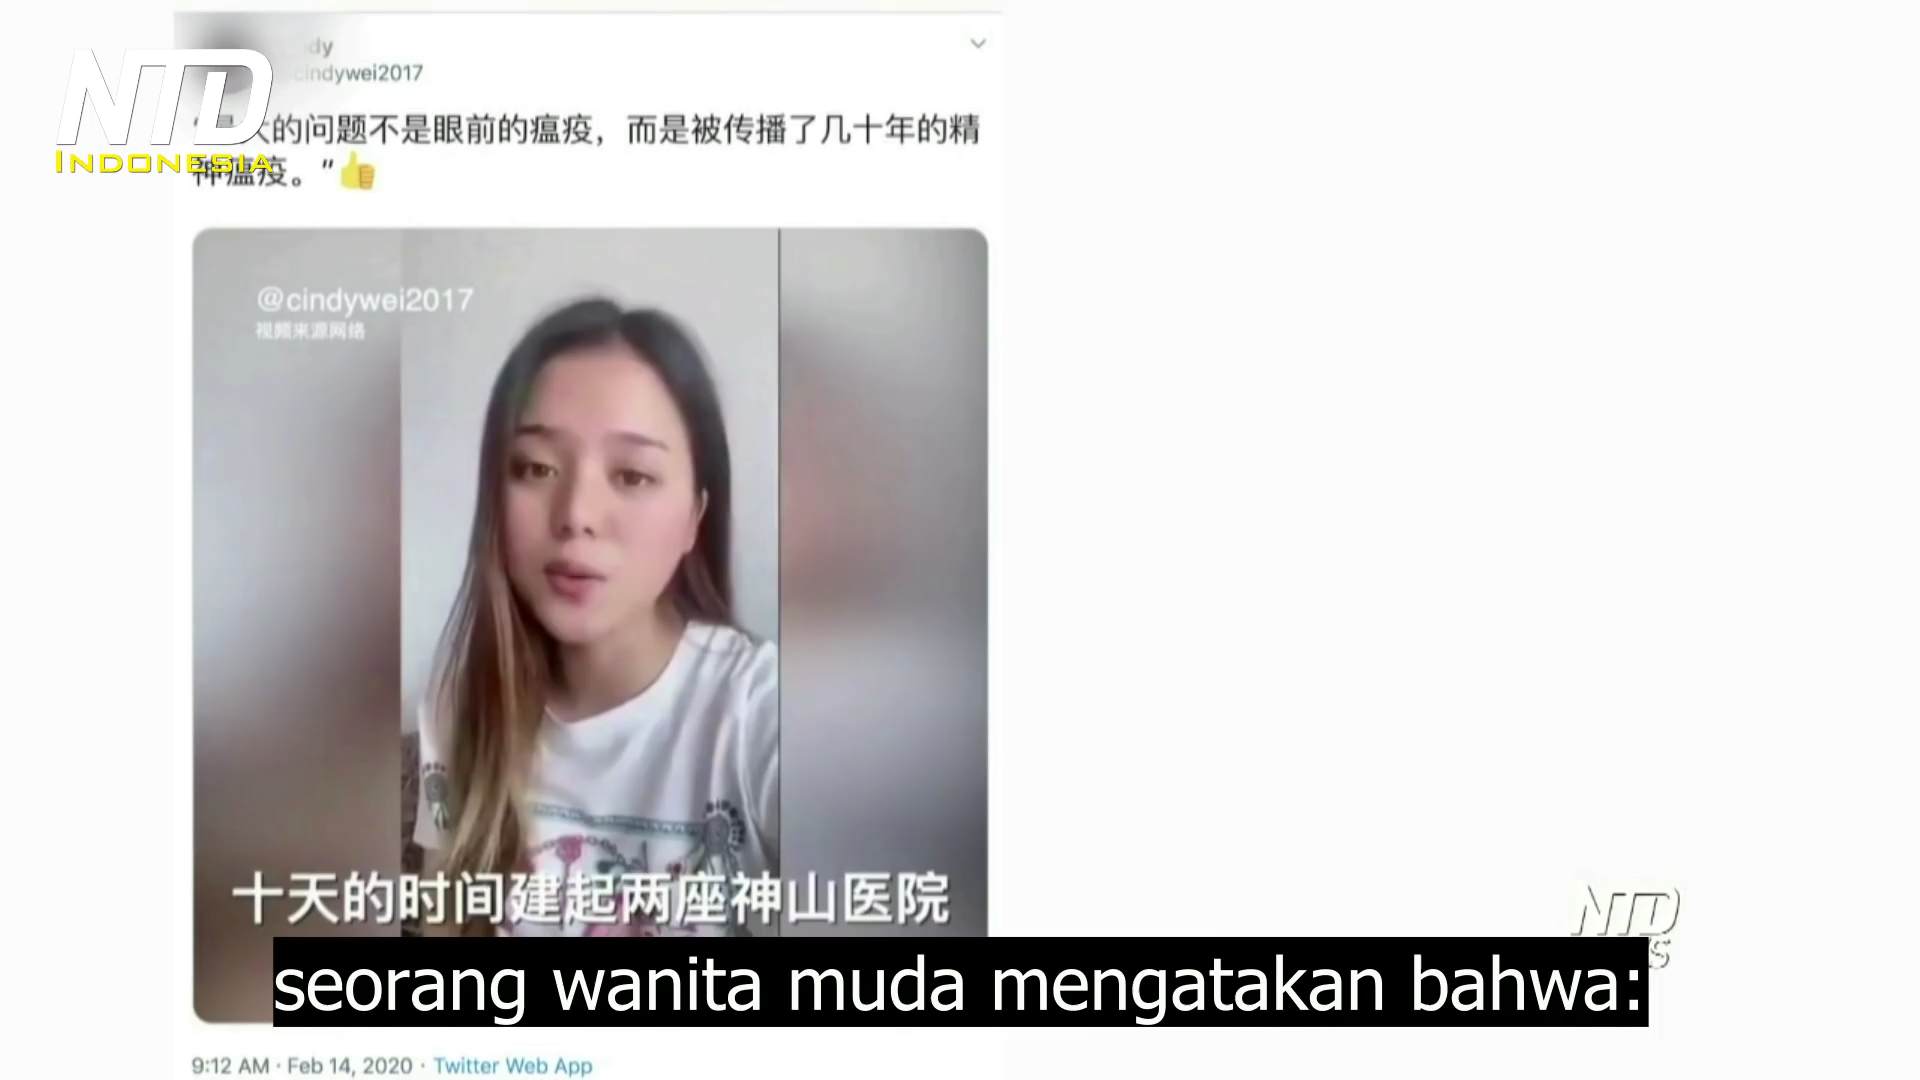 NTD
INDONESIA
dy
cindywei2017
的问题不是眼前的瘟疫，而是被传播了几十年的精
神瘟疫。”
@cindywei2017
视频来源网络
十天的时间建起两座神山医院
NTD
seorang wanita muda mengatakan bahwa:
9:12 AM · Feb 14, 2020 · Twitter Web App